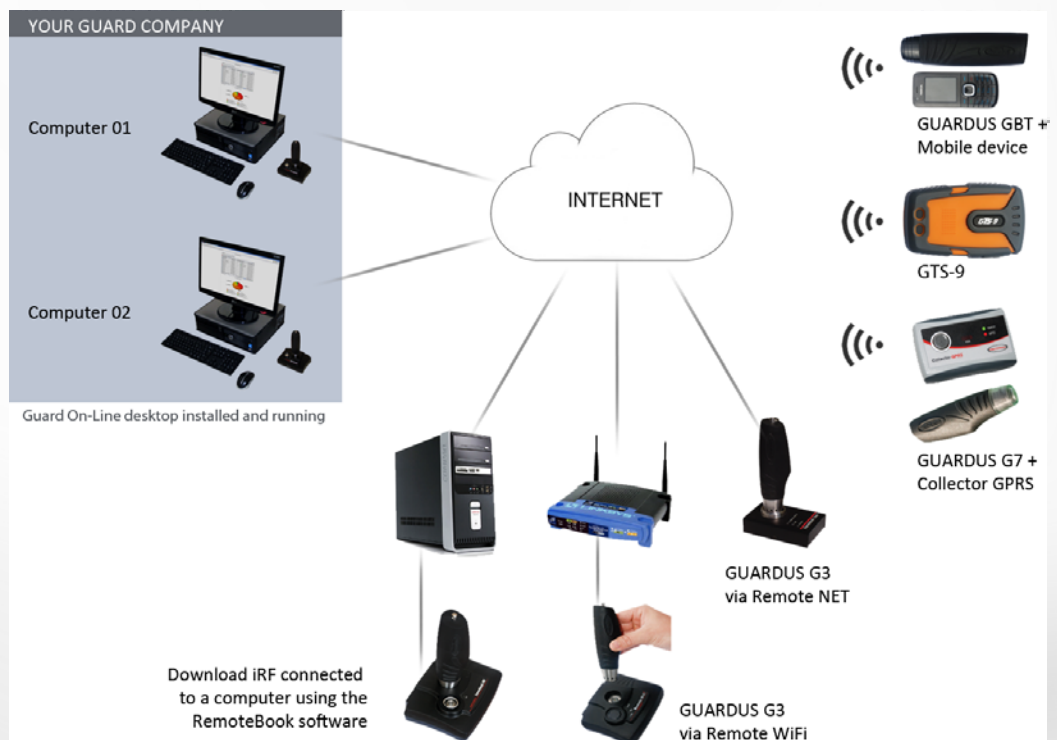 YOUR GUARD COMPANY
Computer 01
Computer 02
Guard On-Line desktop installed and running
INTERNET
GUARDUS GBT +
Mobile device
GTS-9
GTS-9
GUARDUS G7 +
Collector GPRS
GUARDUS G3
via Remote NET
Download iRF connected
to a computer using the
RemoteBook software
GUARDUS G3
via Remote WiFi